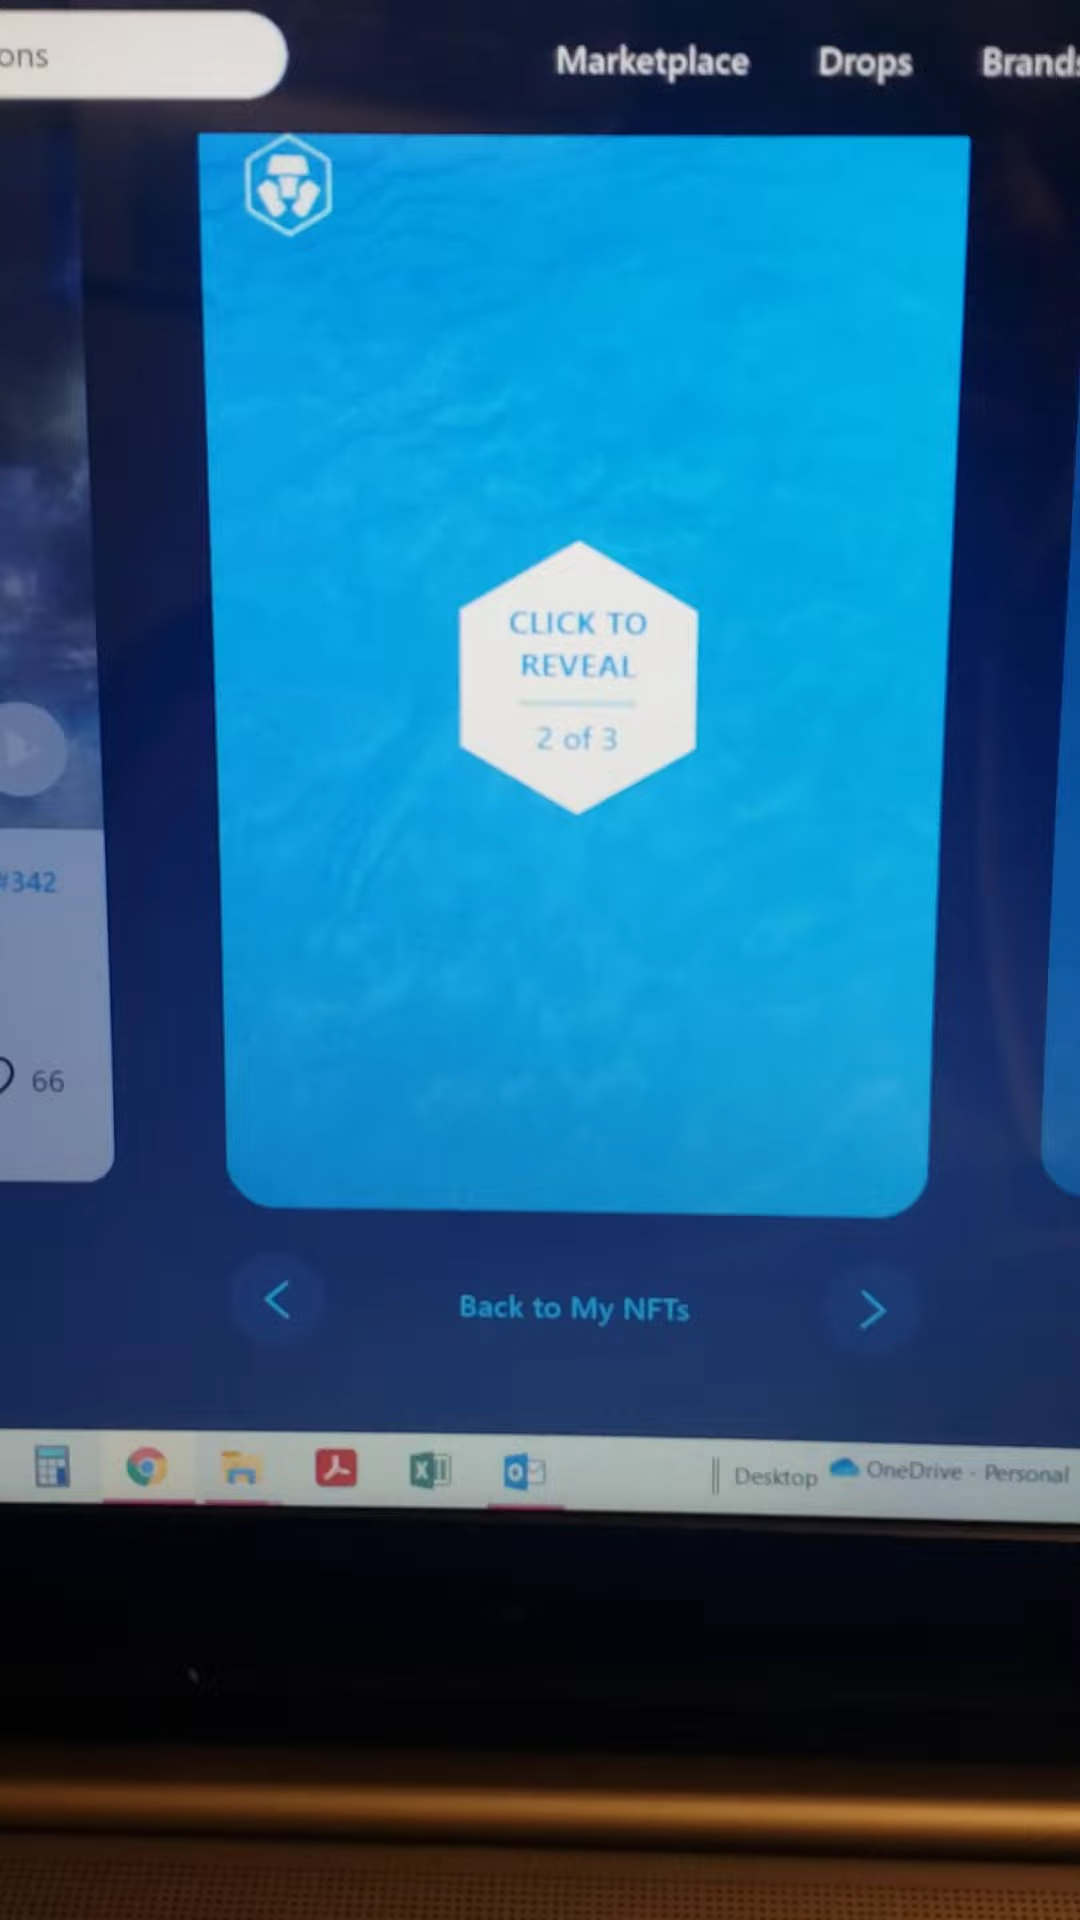 ons
Marketplace
Drops
Brands
CLICK TO
REVEAL
2 of 3
#342
66
Back to My NFTs
Desktop
OneDrive - Personal